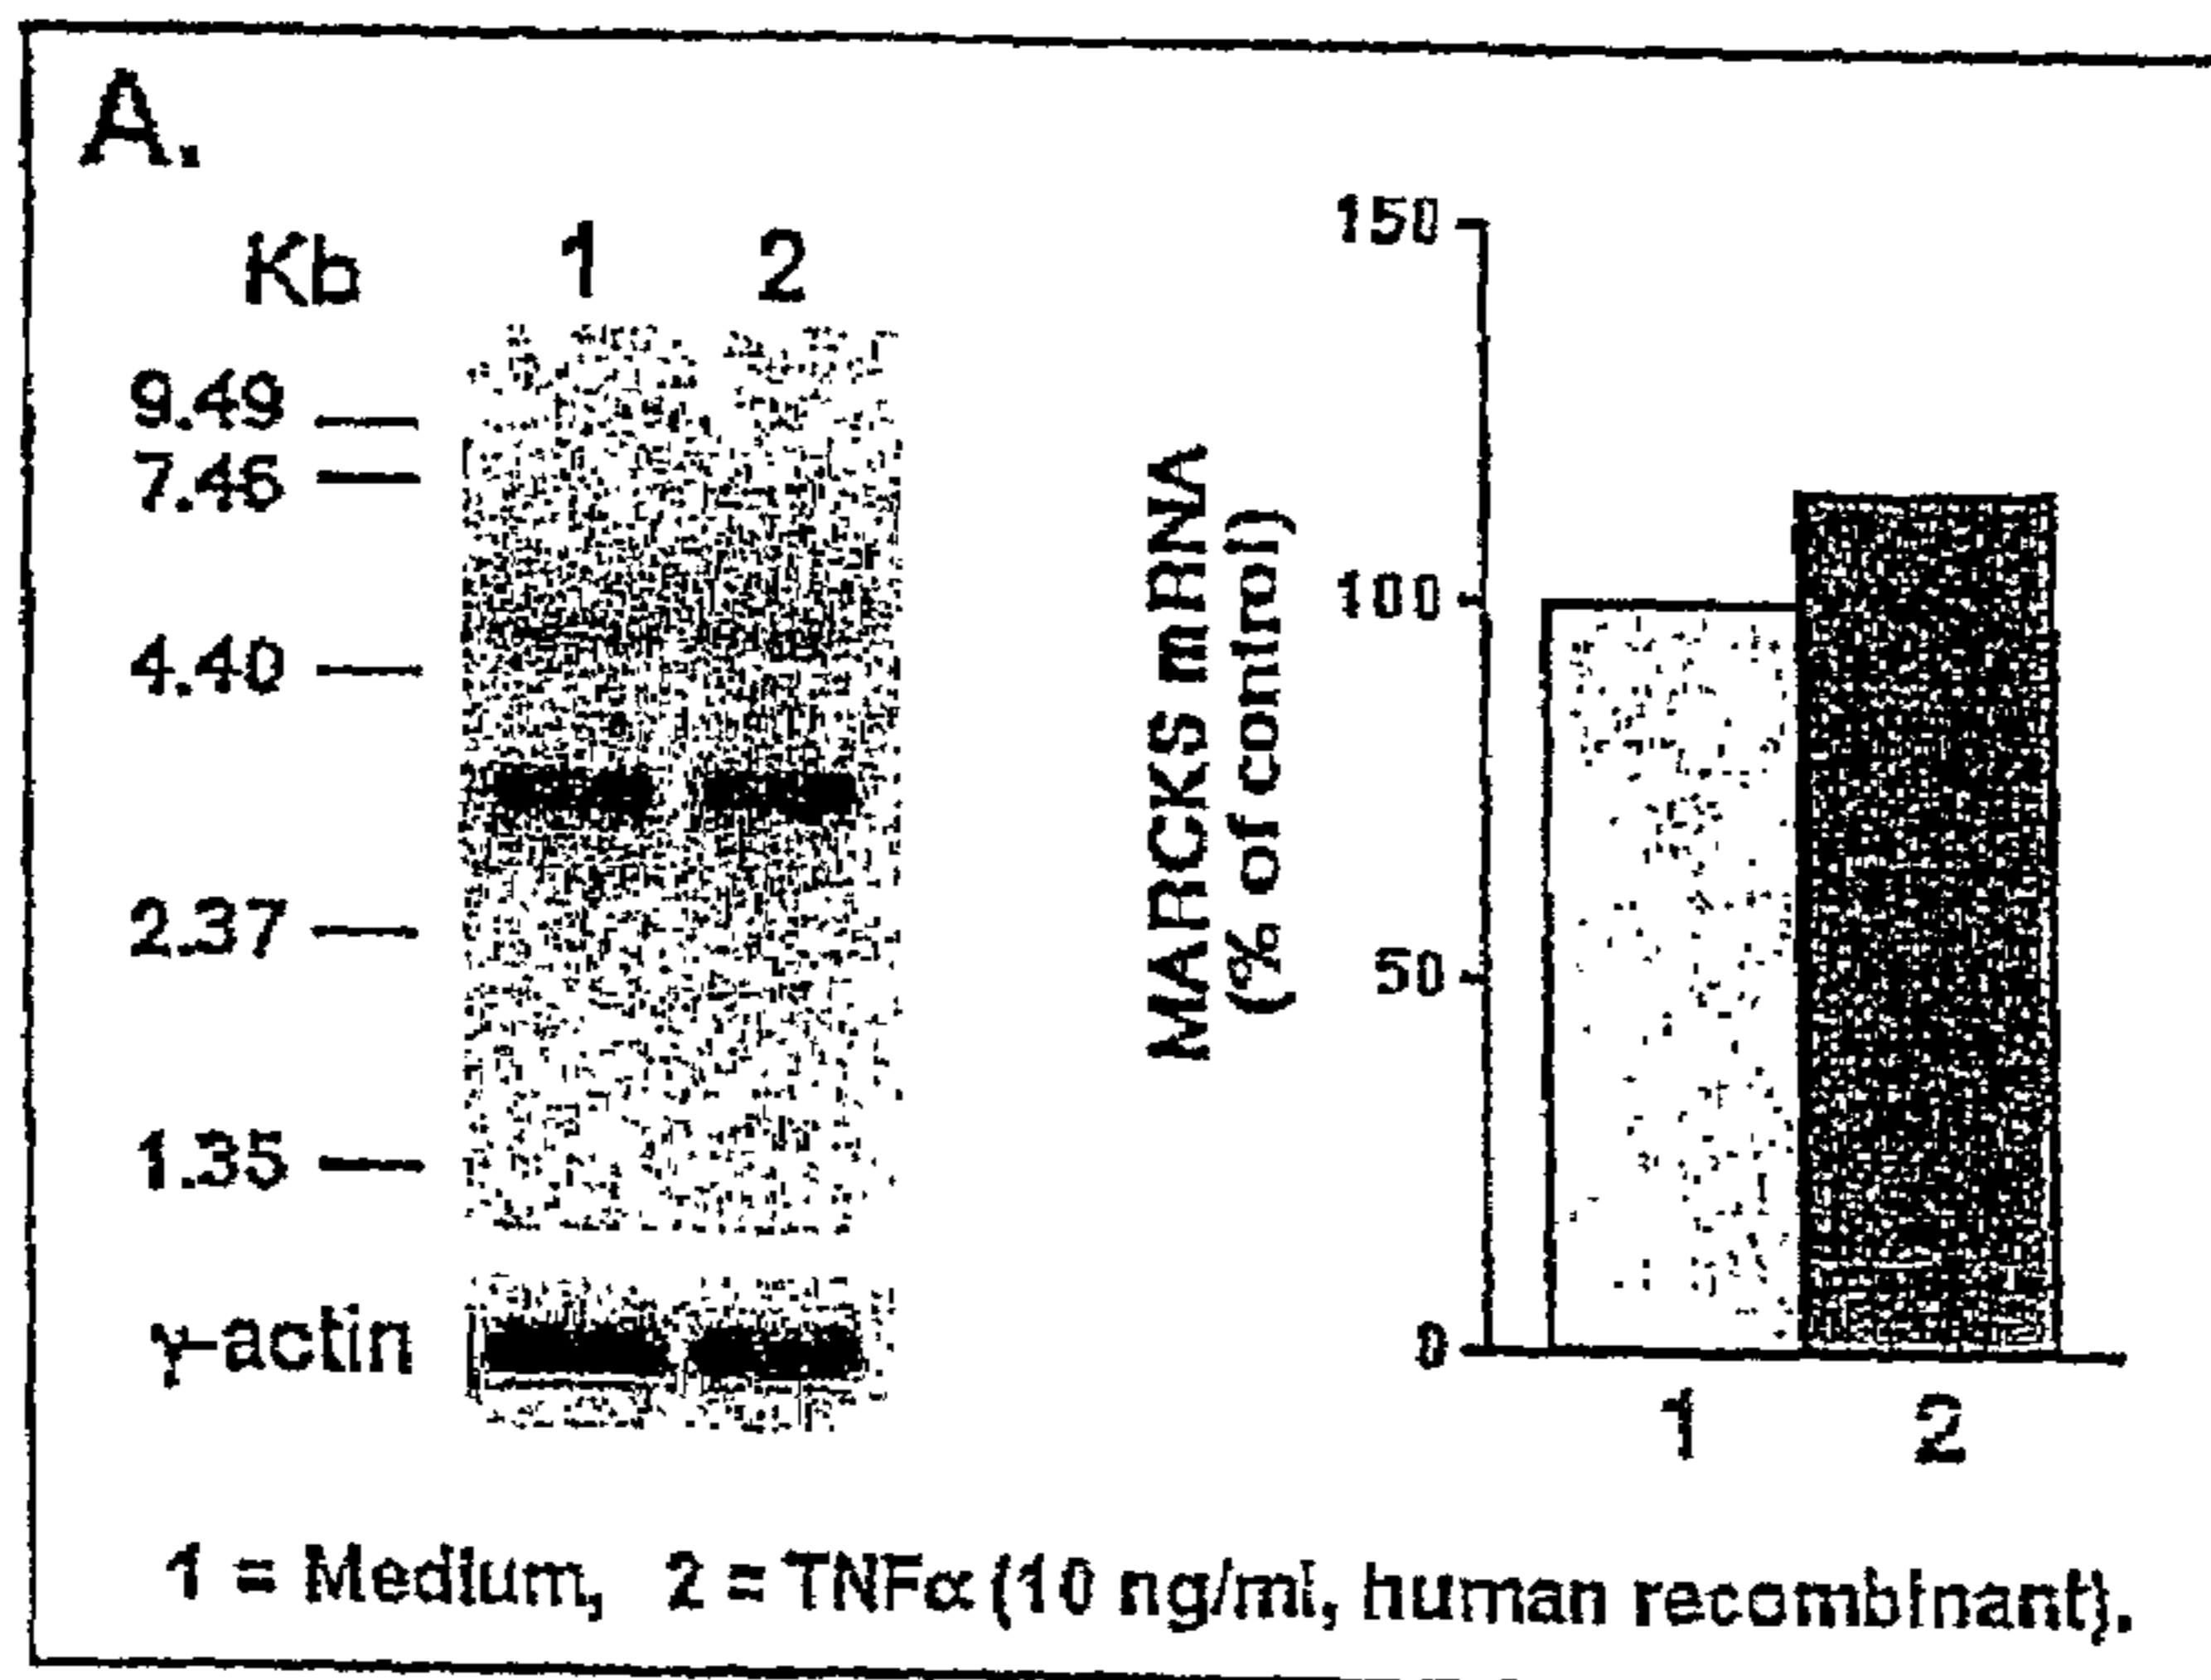 A.
Kb 1 2
9.49
7.46
4.40
2.37
1.35
γ-actin
MARCKS mRNA
(% of control)
150
100
50
0
1 2
1 = Medium, 2 = TNFα (10 ng/ml, human recombinant).